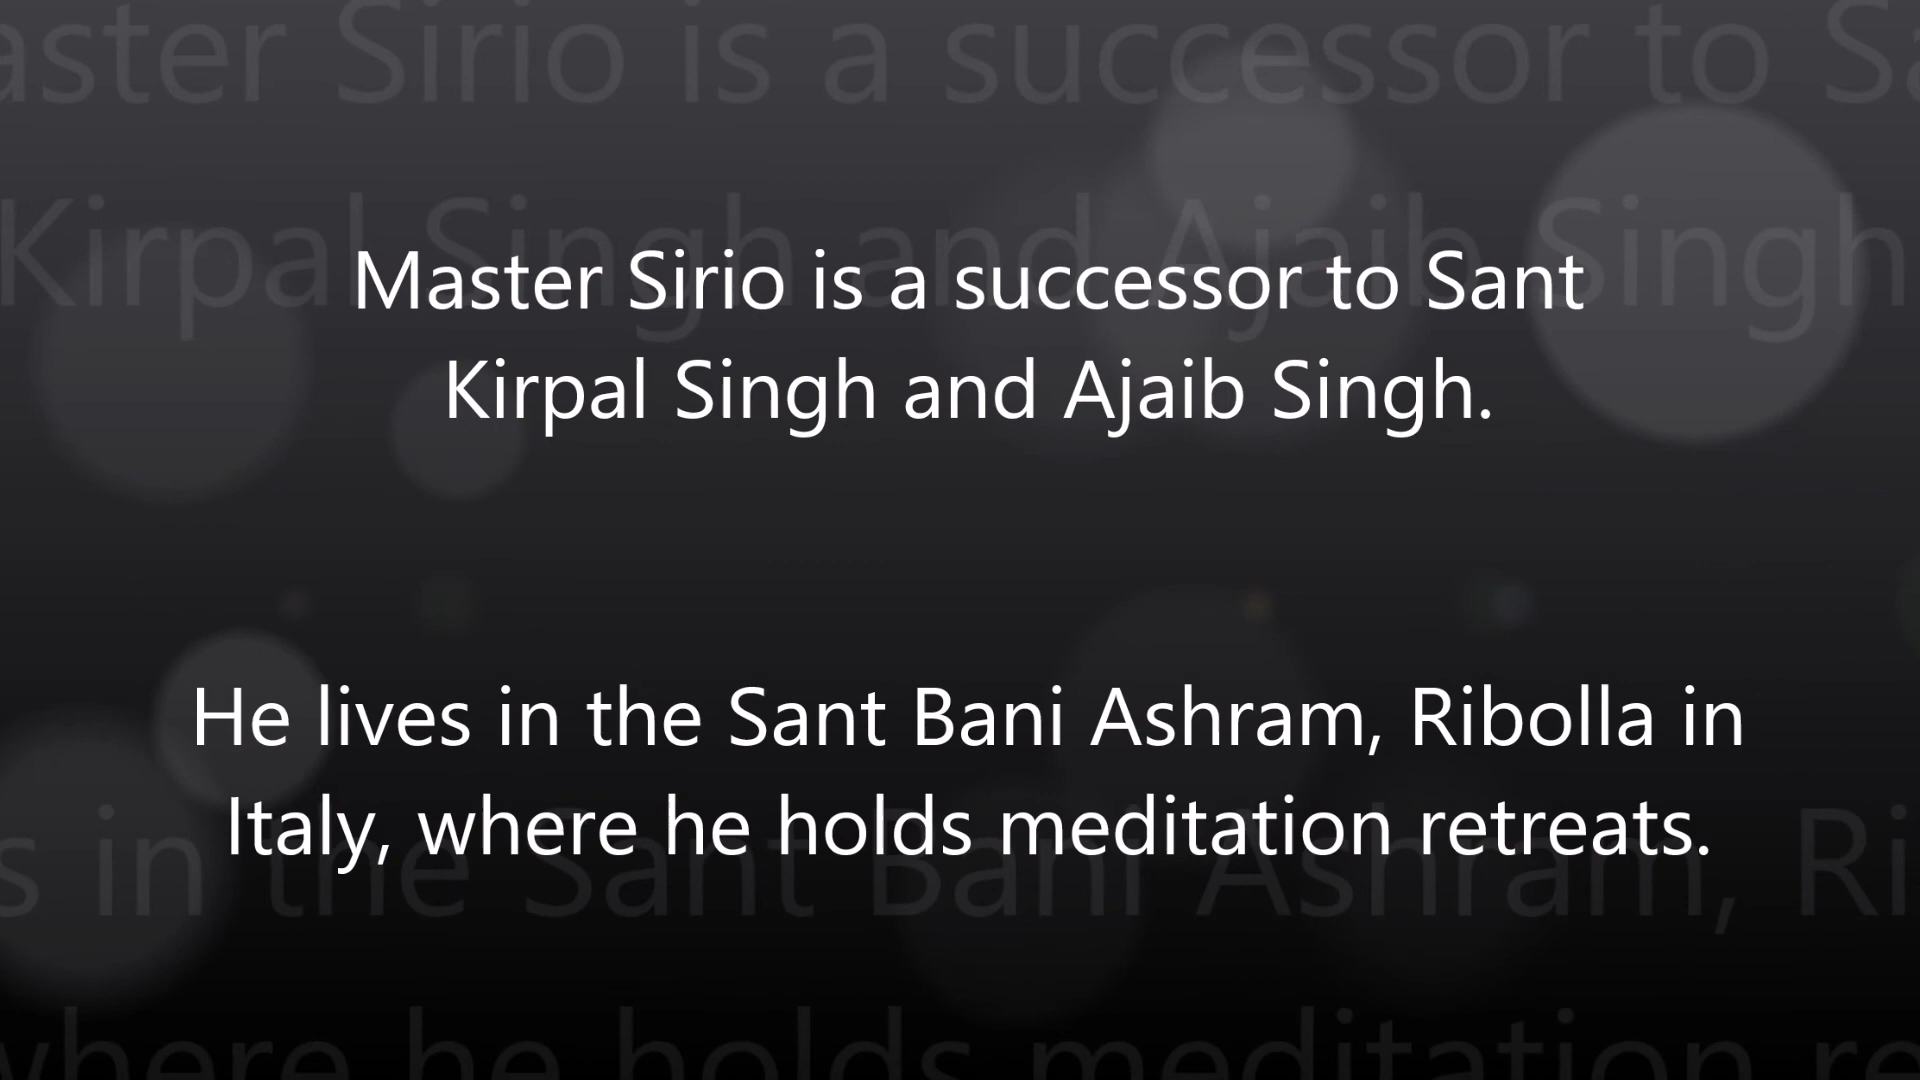 Master Sirio is a successor to Sant
Kirpal Singh and Ajaib Singh.
He lives in the Sant Bani Ashram, Ribolla in
Italy, where he holds meditation retreats.